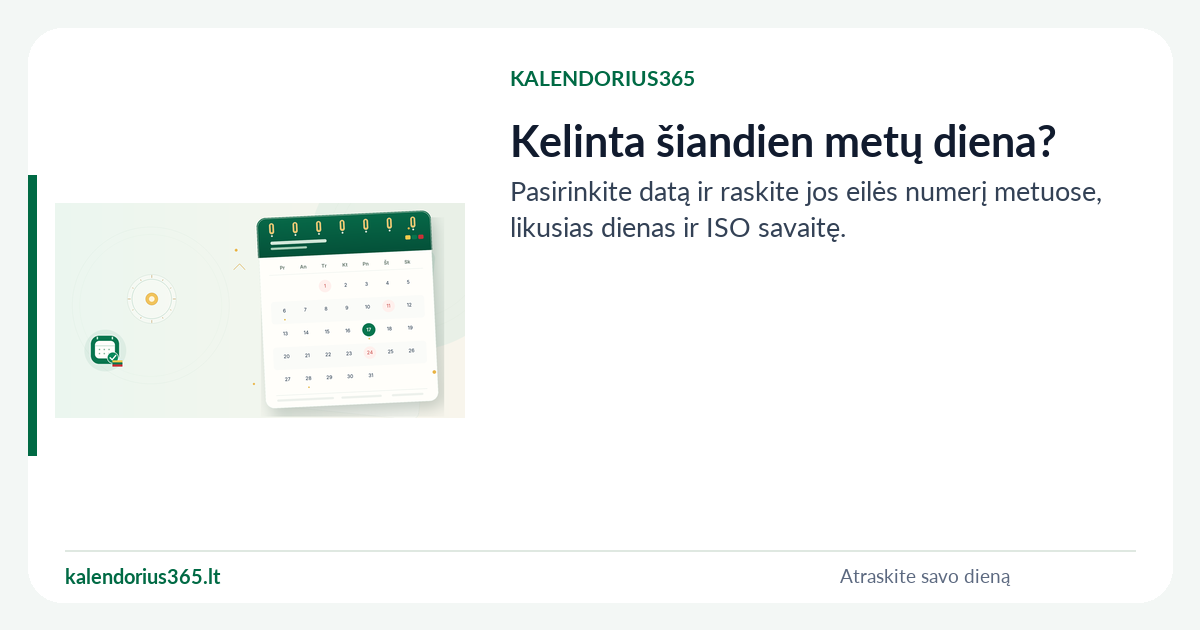 KALENDORIUS365
Kelinta šiandien metų diena?
Pasirinkite datą ir raskite jos eilės numerį metuose,
likusias dienas ir ISO savaitę.
Pr An Tr Kt Pn Št Sk
1 2 3 4 5
6 7 8 9 10 11 12
13 14 15 16 17 18 19
20 21 22 23 24 25 26
27 28 29 30 31
kalendorius365.lt
Atraskite savo dieną